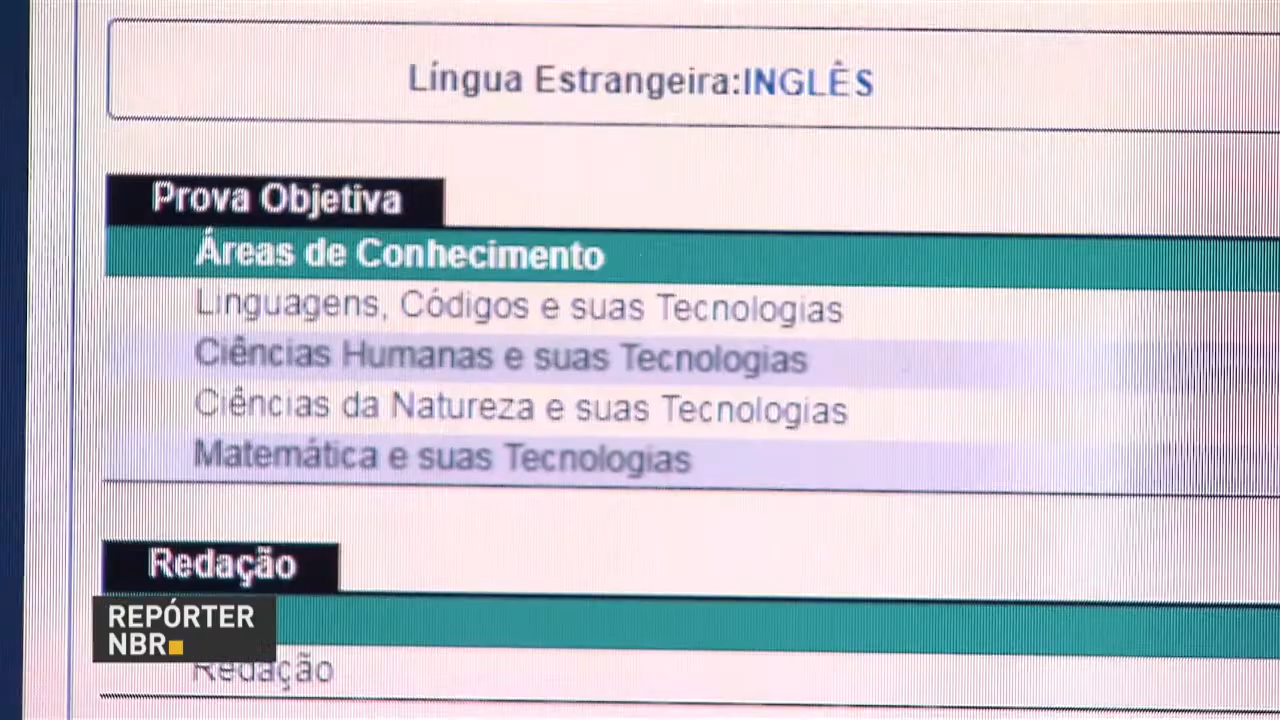 Língua Estrangeira:INGLÊS
Prova Objetiva
Áreas de Conhecimento
Linguagens, Códigos e suas Tecnologias
Ciências Humanas e suas Tecnologias
Ciências da Natureza e suas Tecnologias
Matemática e suas Tecnologias
Redação
REPÓRTER
NBR
Redação